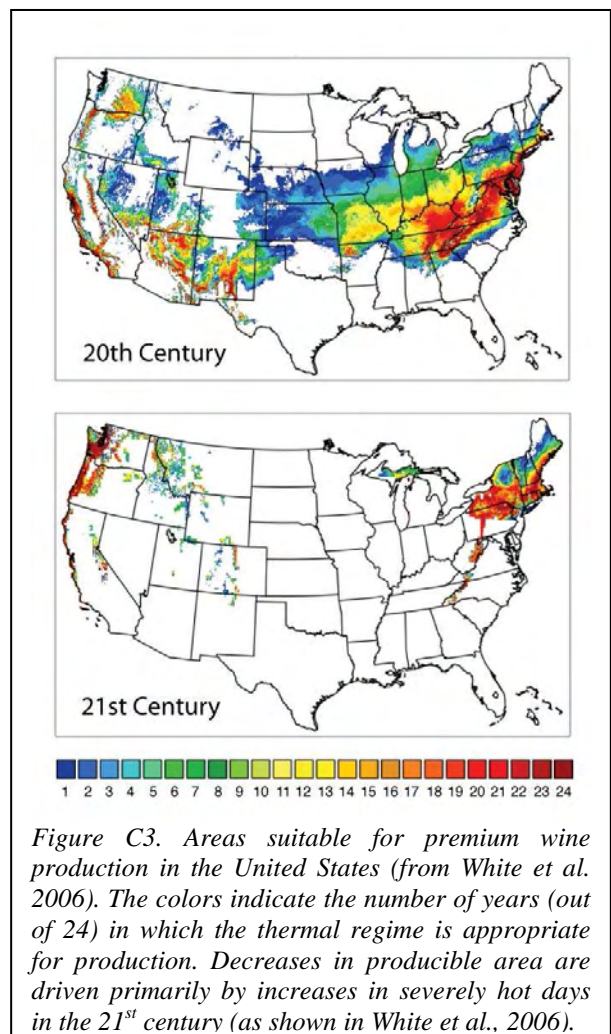 20th Century
21st Century
1 2 3 4 5 6 7 8 9 10 11 12 13 14 15 16 17 18 19 20 21 22 23 24
Figure C3. Areas suitable for premium wine
production in the United States (from White et al.
2006). The colors indicate the number of years (out
of 24) in which the thermal regime is appropriate
for production. Decreases in producible area are
driven primarily by increases in severely hot days
in the 21st century (as shown in White et al., 2006).